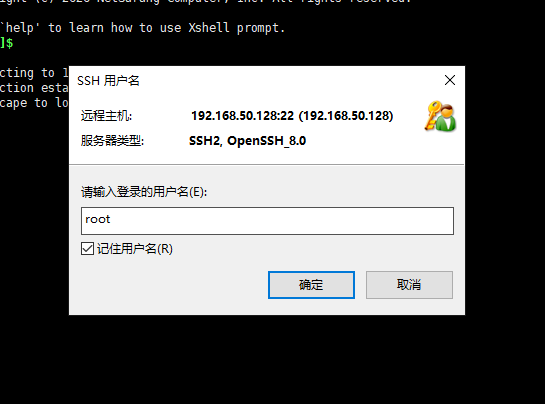 right (c) 2020 NetSarang Computer, Inc. All rights reserved.
`help' to learn how to use Xshell prompt.
]$
cting to 1
ction esta
cape to lo
SSH 用户名
远程主机: 192.168.50.128:22 (192.168.50.128)
服务器类型: SSH2, OpenSSH_8.0
请输入登录的用户名(E):
root
记住用户名(R)
确定 取消